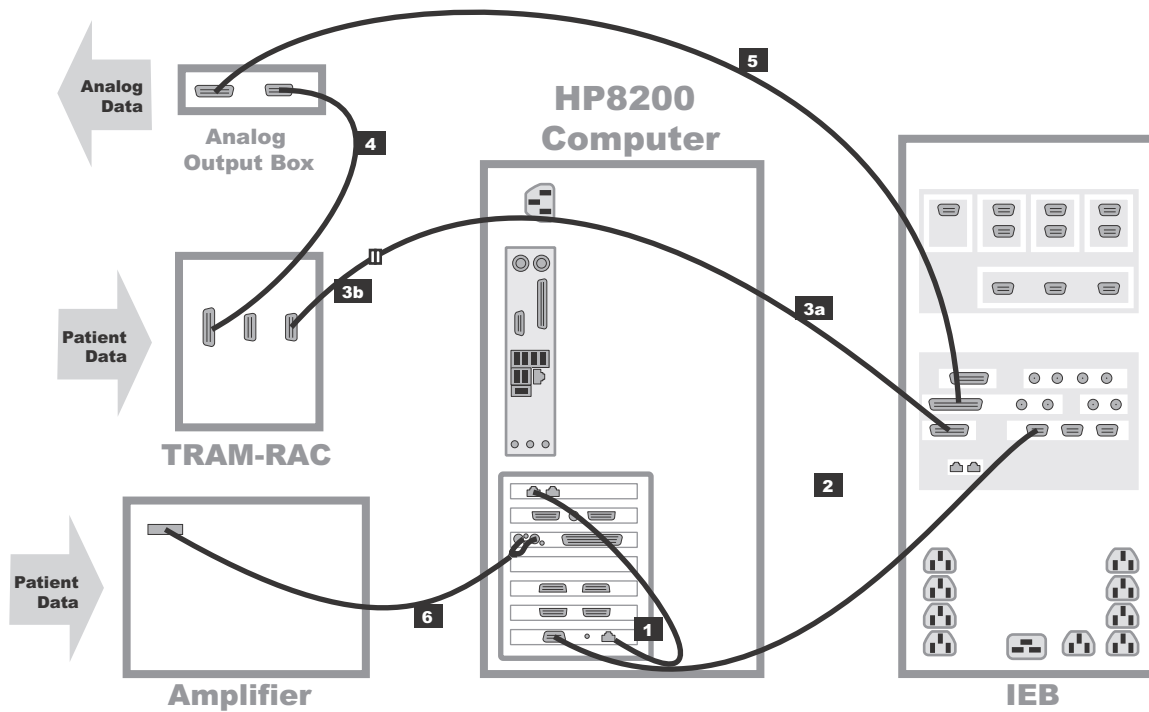 5
Analog
Data
HP8200
Computer
Analog
Output Box
4
3b
3a
Patient
Data
TRAM-RAC
2
Patient
Data
6
1
Amplifier
IEB